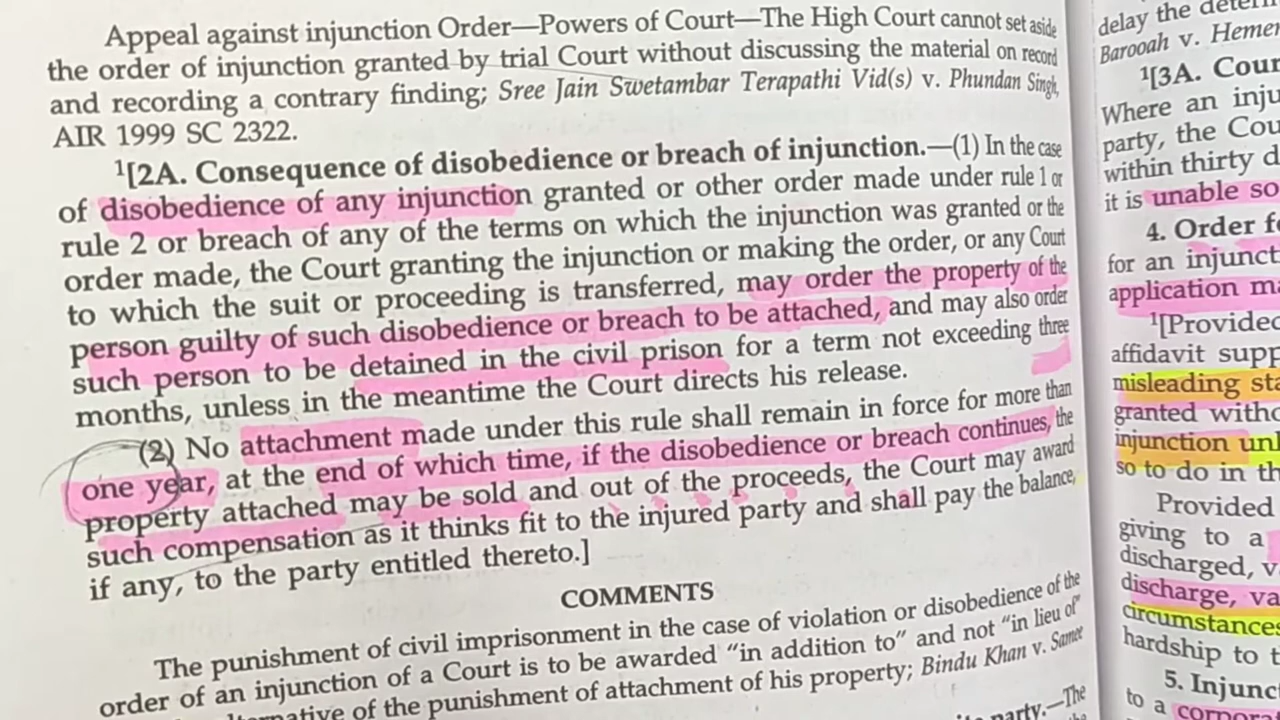 Appeal against injunction Order—Powers of Court—The High Court cannot set aside
the order of injunction granted by trial Court without discussing the material on record
and recording a contrary finding; Sree Jain Swetambar Terapathi Vid(s) v. Phundan Singh,
AIR 1999 SC 2322.
¹[2A. Consequence of disobedience or breach of injunction.—(1) In the case
of disobedience of any injunction granted or other order made under rule 1 or
rule 2 or breach of any of the terms on which the injunction was granted or the
order made, the Court granting the injunction or making the order, or any Court
to which the suit or proceeding is transferred, may order the property of the
person guilty of such disobedience or breach to be attached, and may also order
such person to be detained in the civil prison for a term not exceeding three
months, unless in the meantime the Court directs his release.
(2) No attachment made under this rule shall remain in force for more than
one year, at the end of which time, if the disobedience or breach continues, the
property attached may be sold and out of the proceeds, the Court may award
such compensation as it thinks fit to the injured party and shall pay the balance,
if any, to the party entitled thereto.]
COMMENTS
The punishment of civil imprisonment in the case of violation or disobedience of the
order of an injunction of a Court is to be awarded “in addition to” and not “in lieu of”
of the punishment of attachment of his property; Bindu Khan v. Samee
party.—The
delay the
Barooah v.
¹[3A.
Where an
party, the
within thirty
it is unable so
4. Order
for an
application
¹[Provided
affidavit
misleading
granted
injunction
so to do in
Provided
giving to a
discharged,
discharge,
circumstances
hardship to
5.
to a